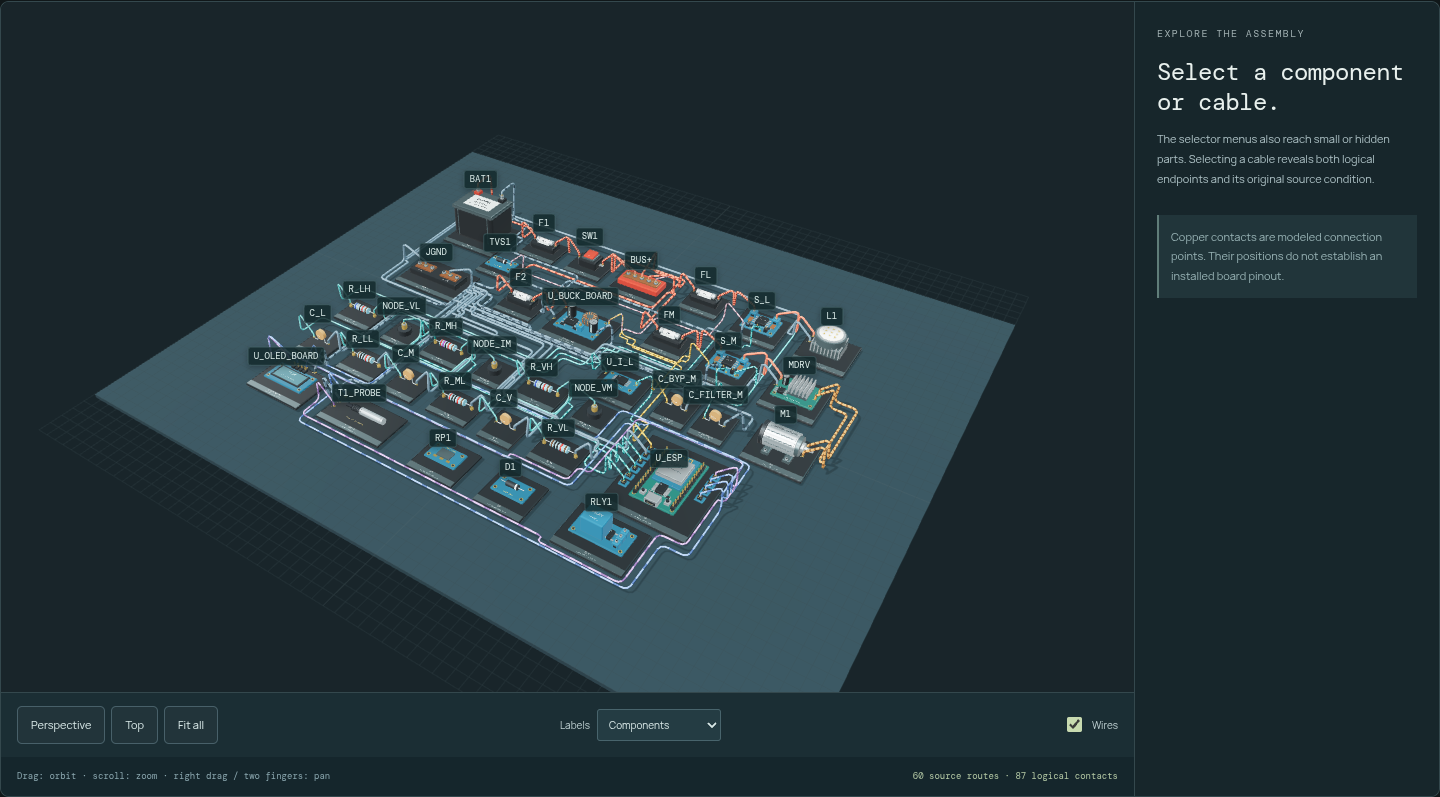 EXPLORE THE ASSEMBLY
Select a component
or cable.
The selector menus also reach small or hidden
parts. Selecting a cable reveals both logical
endpoints and its original source condition.
Copper contacts are modeled connection
points. Their positions do not establish an
installed board pinout.
BAT1
F1
SW1
TVS1
JGND
BUS+
F2
FL
R_LH
U_BUCK_BOARD
S_L
NODE_VL
C_L
FM
L1
R_MH
R_LL
NODE_IM
S_M
C_M
U_OLED_BOARD
U_I_L
R_VH
MDRV
R_ML
C_BYP_M
T1_PROBE
NODE_VM
C_V
C_FILTER_M
M1
R_VL
RP1
U_ESP
D1
RLY1
Perspective
Top
Fit all
Labels
Components
Wires
Drag: orbit · scroll: zoom · right drag / two fingers: pan
60 source routes · 87 logical contacts